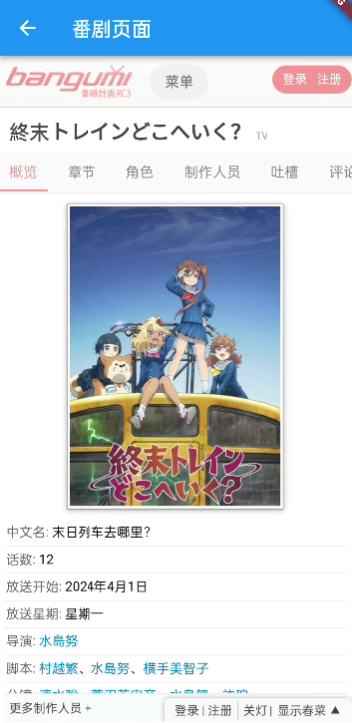 番剧页面
bangumi
番組計画RC3
菜单
登录 注册
終末トレインどこへいく? TV
概览 章节 角色 制作人员 吐槽 评论
終末トレイン
どこへいく?
中文名: 末日列车去哪里?
话数: 12
放送开始: 2024年4月1日
放送星期: 星期一
导演: 水島努
脚本: 村越繁、水島努、横手美智子
更多制作人员 +
登录 | 注册 | 关灯 | 显示春菜 ▲